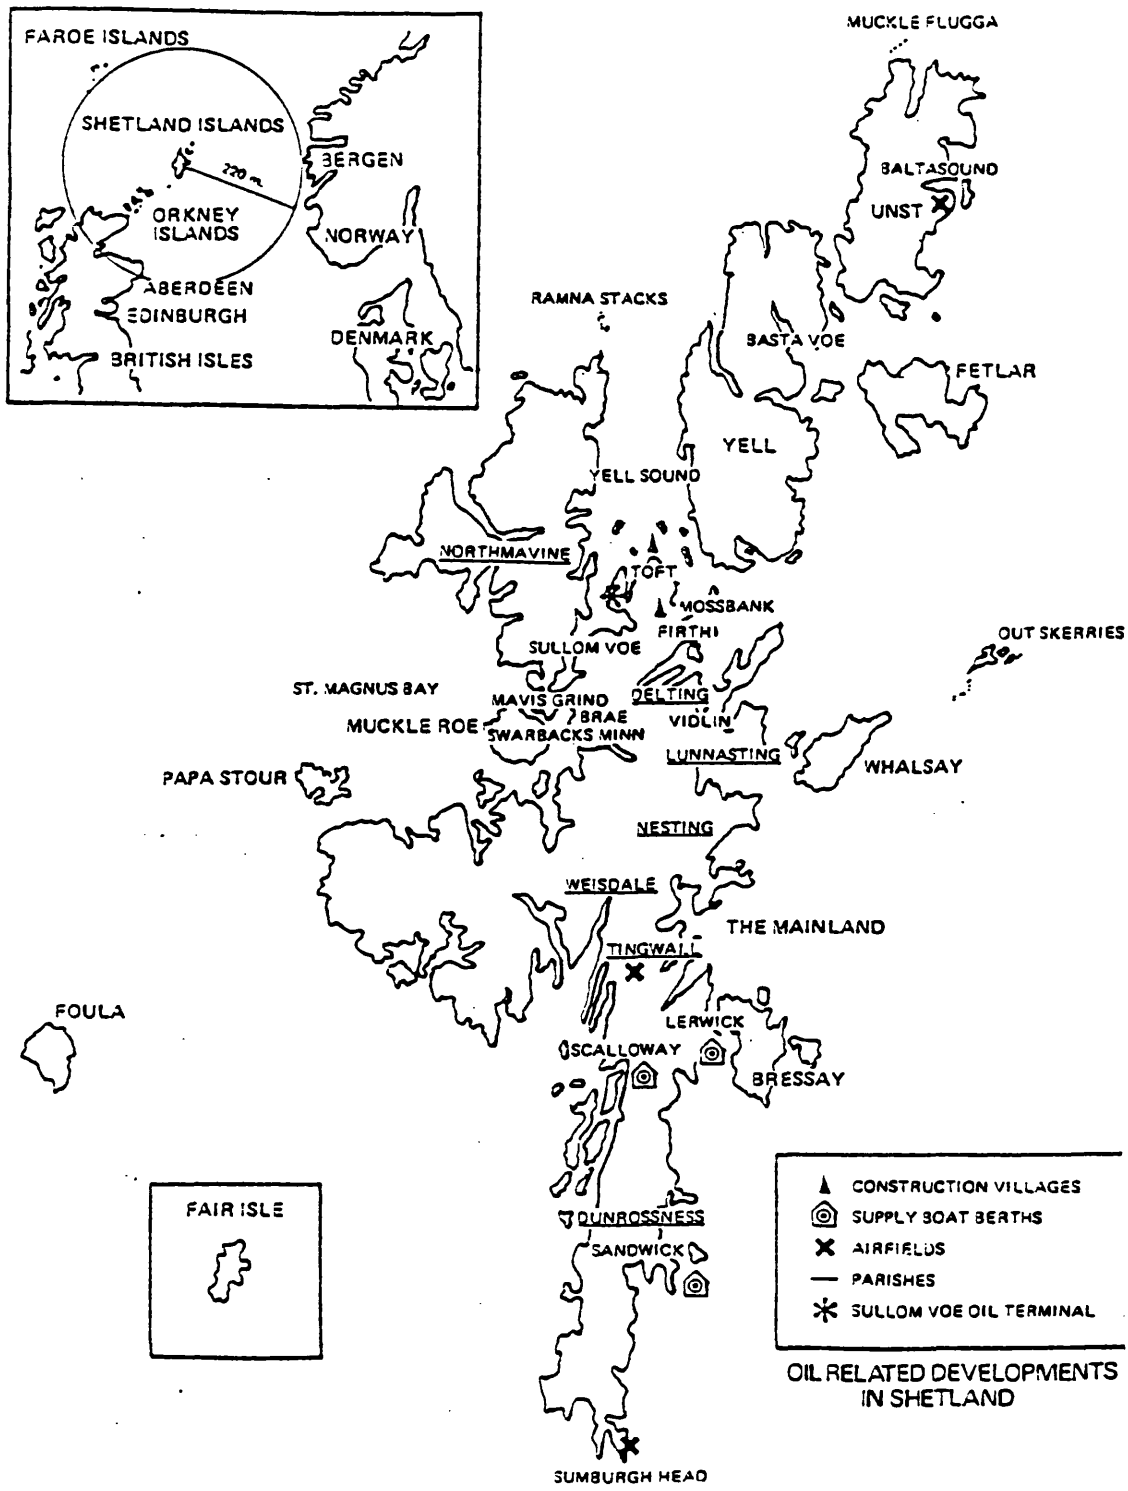 FAROE ISLANDS
SHETLAND ISLANDS
220 m.
BERGEN
ORKNEY
ISLANDS
NORWAY
ABERDEEN
EDINBURGH
DENMARK
BRITISH ISLES
MUCKLE FLUGGA
BALTASOUND
UNST
RAMNA STACKS
BASTA VOE
FETLAR
YELL
YELL SOUND
NORTHMAVINE
TOFT
MOSSBANK
FIRTH
OUT SKERRIES
SULLOM VOE
ST. MAGNUS BAY
MAVIS GRIND
DELTING
BRAE
VIDLIN
MUCKLE ROE
SWARBACKS MINN
LUNNASTING
WHALSAY
PAPA STOUR
NESTING
WEISDALE
THE MAINLAND
TINGWALL
FOULA
LERWICK
SCALLOWAY
BRESSAY
FAIR ISLE
DUNROSSNESS
SANDWICK
SUMBURGH HEAD
CONSTRUCTION VILLAGES
SUPPLY BOAT BERTHS
AIRFIELDS
PARISHES
SULLOM VOE OIL TERMINAL
OIL RELATED DEVELOPMENTS
IN SHETLAND